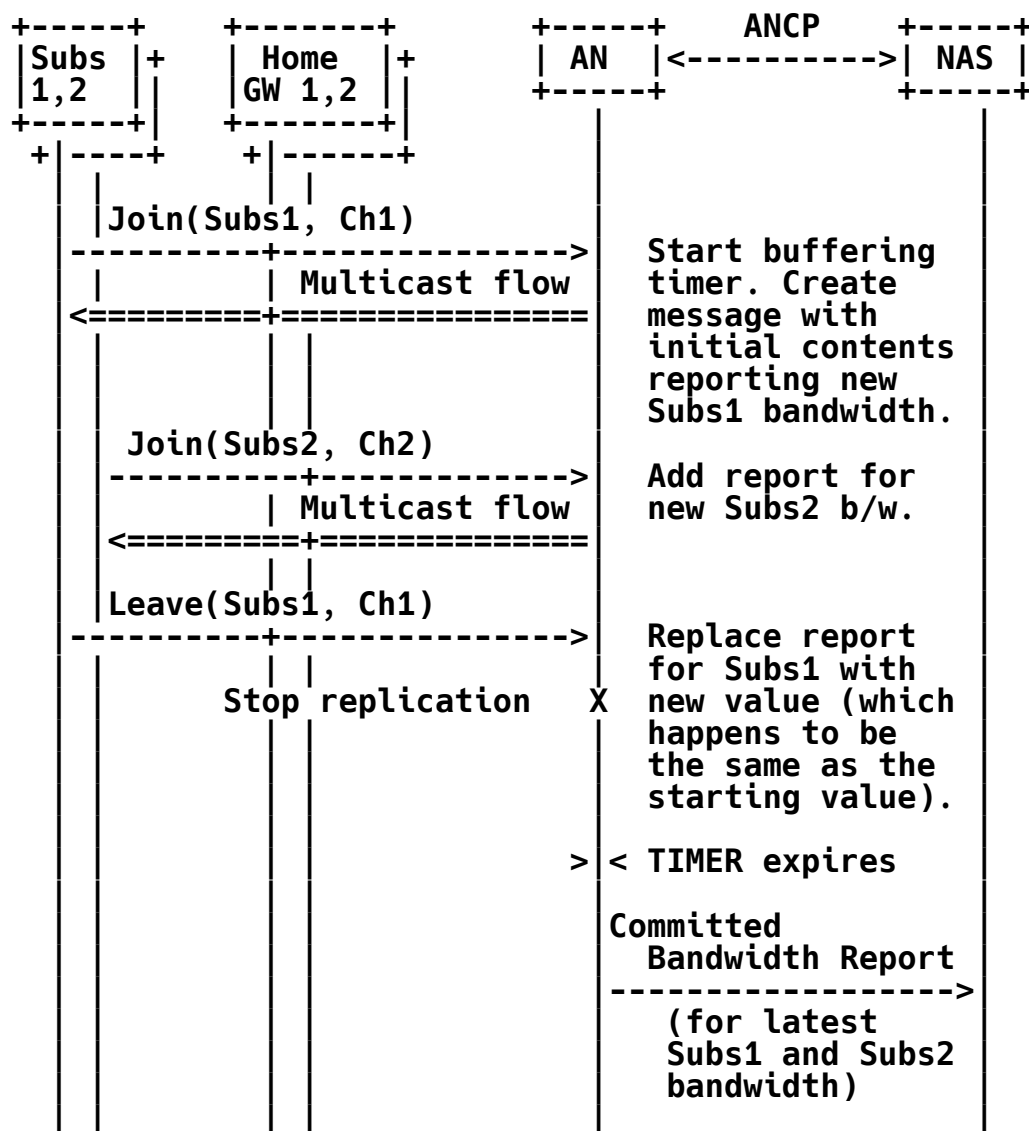 +-----+    +-------+       +-----+    ANCP    +-----+
|Subs |+   | Home  |+      | AN  |<---------->| NAS |
|1,2  ||   |GW 1,2 ||      +-----+            +-----+
+-----+|   +-------+|         |                   |
 +|----+    +|------+         |                   |
  | |        | |              |                   |
  | |Join(Subs1, Ch1)         |                   |
  |----------+--------------->|  Start buffering  |
  | |        | Multicast flow |  timer. Create    |
  |<=========+================|  message with     |
  | |        | |              |  initial contents |
  | |        | |              |  reporting new    |
  | |        | |              |  Subs1 bandwidth. |
  | | Join(Subs2, Ch2)        |                   |
  | |----------+------------->|  Add report for   |
  | |        | Multicast flow |  new Subs2 b/w.   |
  | |<=========+==============|                   |
  | |        | |              |                   |
  | |Leave(Subs1, Ch1)        |                   |
  |----------+--------------->|  Replace report   |
  | |        | |              |  for Subs1 with   |
  | |      Stop replication   X  new value (which |
  | |        | |              |  happens to be    |
  | |        | |              |  the same as the  |
  | |        | |              |  starting value). |
  | |        | |              |                   |
  | |        | |             >|< TIMER expires    |
  | |        | |              |                   |
  | |        | |              |Committed          |
  | |        | |              |  Bandwidth Report |
  | |        | |              |------------------>|
  | |        | |              |   (for latest     |
  | |        | |              |   Subs1 and Subs2 |
  | |        | |              |   bandwidth)      |
  | |        | |              |                   |